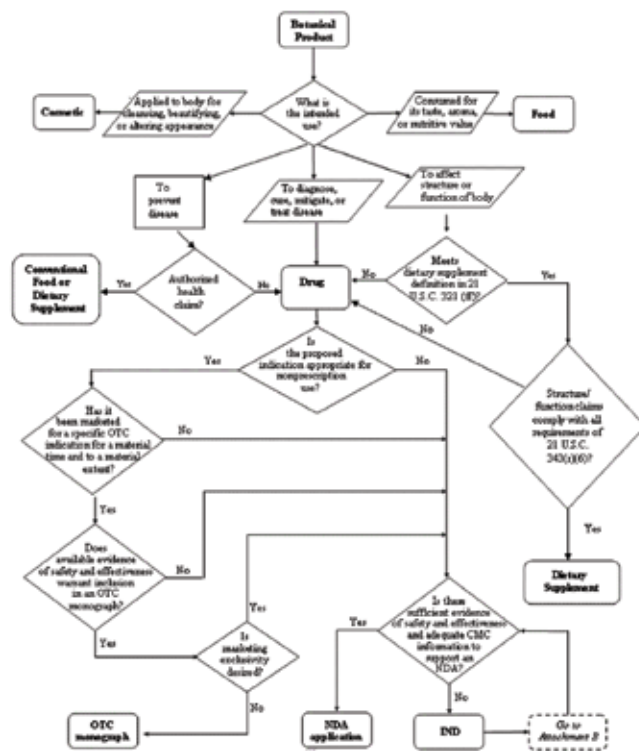 Botanical
Product
What is
the intended
use?
Applied to body for
cleansing, beautifying,
or altering appearance
Cosmetic
Consumed for
its taste, aroma,
or nutritive value
Food
To
prevent
disease
To diagnose,
cure, mitigate, or
treat disease
To affect
structure or
function of body
Conventional
Food or
Dietary
Supplement
Yes
Authorized
health
claim?
No
Drug
No
Meets
dietary supplement
definition in 21
U.S.C. 321 (ff)?
Yes
No
Yes
Is
the proposed
indication appropriate for
nonprescription
use?
No
Structure/
function claims
comply with all
requirements of
21 U.S.C.
343(r)(6)?
Has it
been marketed
for a specific OTC
indication for a material
time and to a material
extent?
No
Yes
Yes
Dietary
Supplement
Does
available evidence
of safety and effectiveness
warrant inclusion
in an OTC
monograph?
No
Yes
Yes
Is
marketing
exclusivity
desired?
No
OTC
monograph
Is there
sufficient evidence
of safety and effectiveness
and adequate CMC
information to
support an
NDA?
Yes
No
NDA
application
IND
Go to
Attachment B